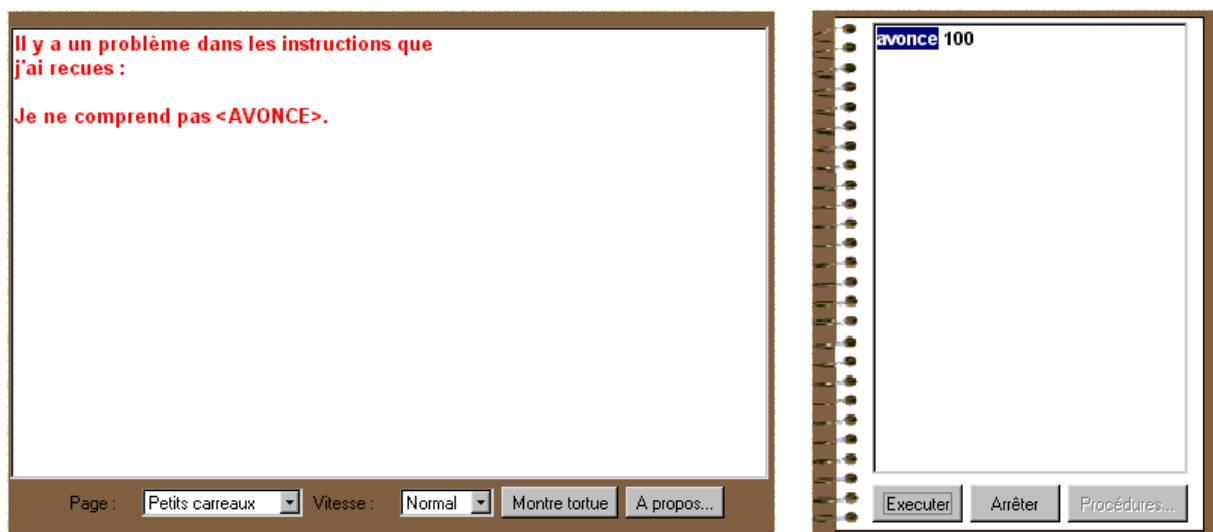 Il y a un problème dans les instructions que
j'ai recues :
Je ne comprend pas <AVONCE>.
Page : Petits carreaux Vitesse : Normal Montre tortue A propos...
avonce 100
Executer Arrêter Procédures...